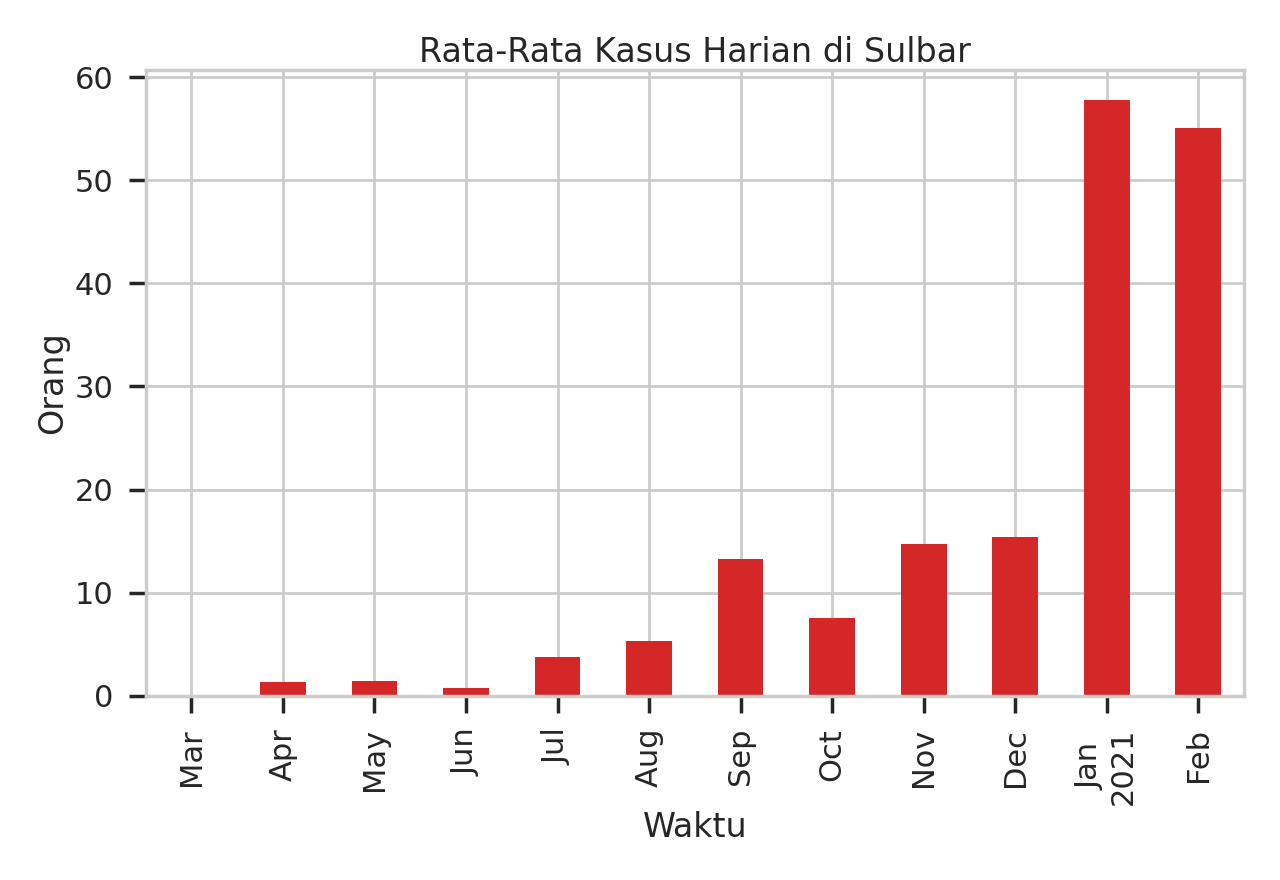 Rata-Rata Kasus Harian di Sulbar
60
50
40
30
20
10
0
Orang
Mar
Apr
May
Jun
Jul
Aug
Sep
Oct
Nov
Dec
Jan
2021
Feb
Waktu